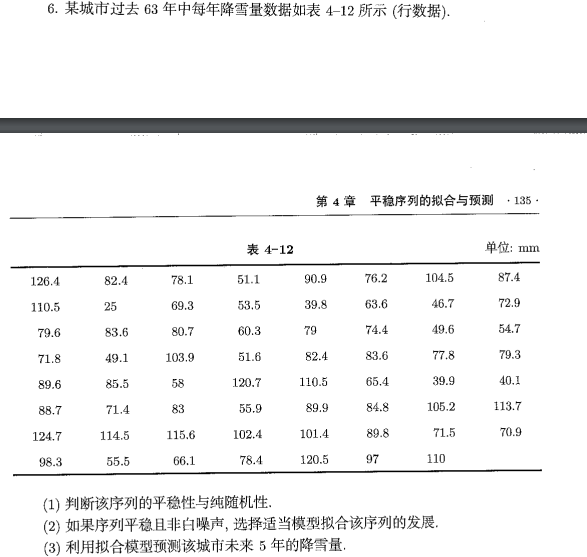 6. 某城市过去 63 年中每年降雪量数据如表 4–12 所示 (行数据).
第 4 章 平稳序列的拟合与预测 · 135 ·
表 4–12 单位: mm
126.4 82.4 78.1 51.1 90.9 76.2 104.5 87.4
110.5 25 69.3 53.5 39.8 63.6 46.7 72.9
79.6 83.6 80.7 60.3 79 74.4 49.6 54.7
71.8 49.1 103.9 51.6 82.4 83.6 77.8 79.3
89.6 85.5 58 120.7 110.5 65.4 39.9 40.1
88.7 71.4 83 55.9 89.9 84.8 105.2 113.7
124.7 114.5 115.6 102.4 101.4 89.8 71.5 70.9
98.3 55.5 66.1 78.4 120.5 97 110
(1) 判断该序列的平稳性与纯随机性.
(2) 如果序列平稳且非白噪声, 选择适当模型拟合该序列的发展.
(3) 利用拟合模型预测该城市未来 5 年的降雪量.